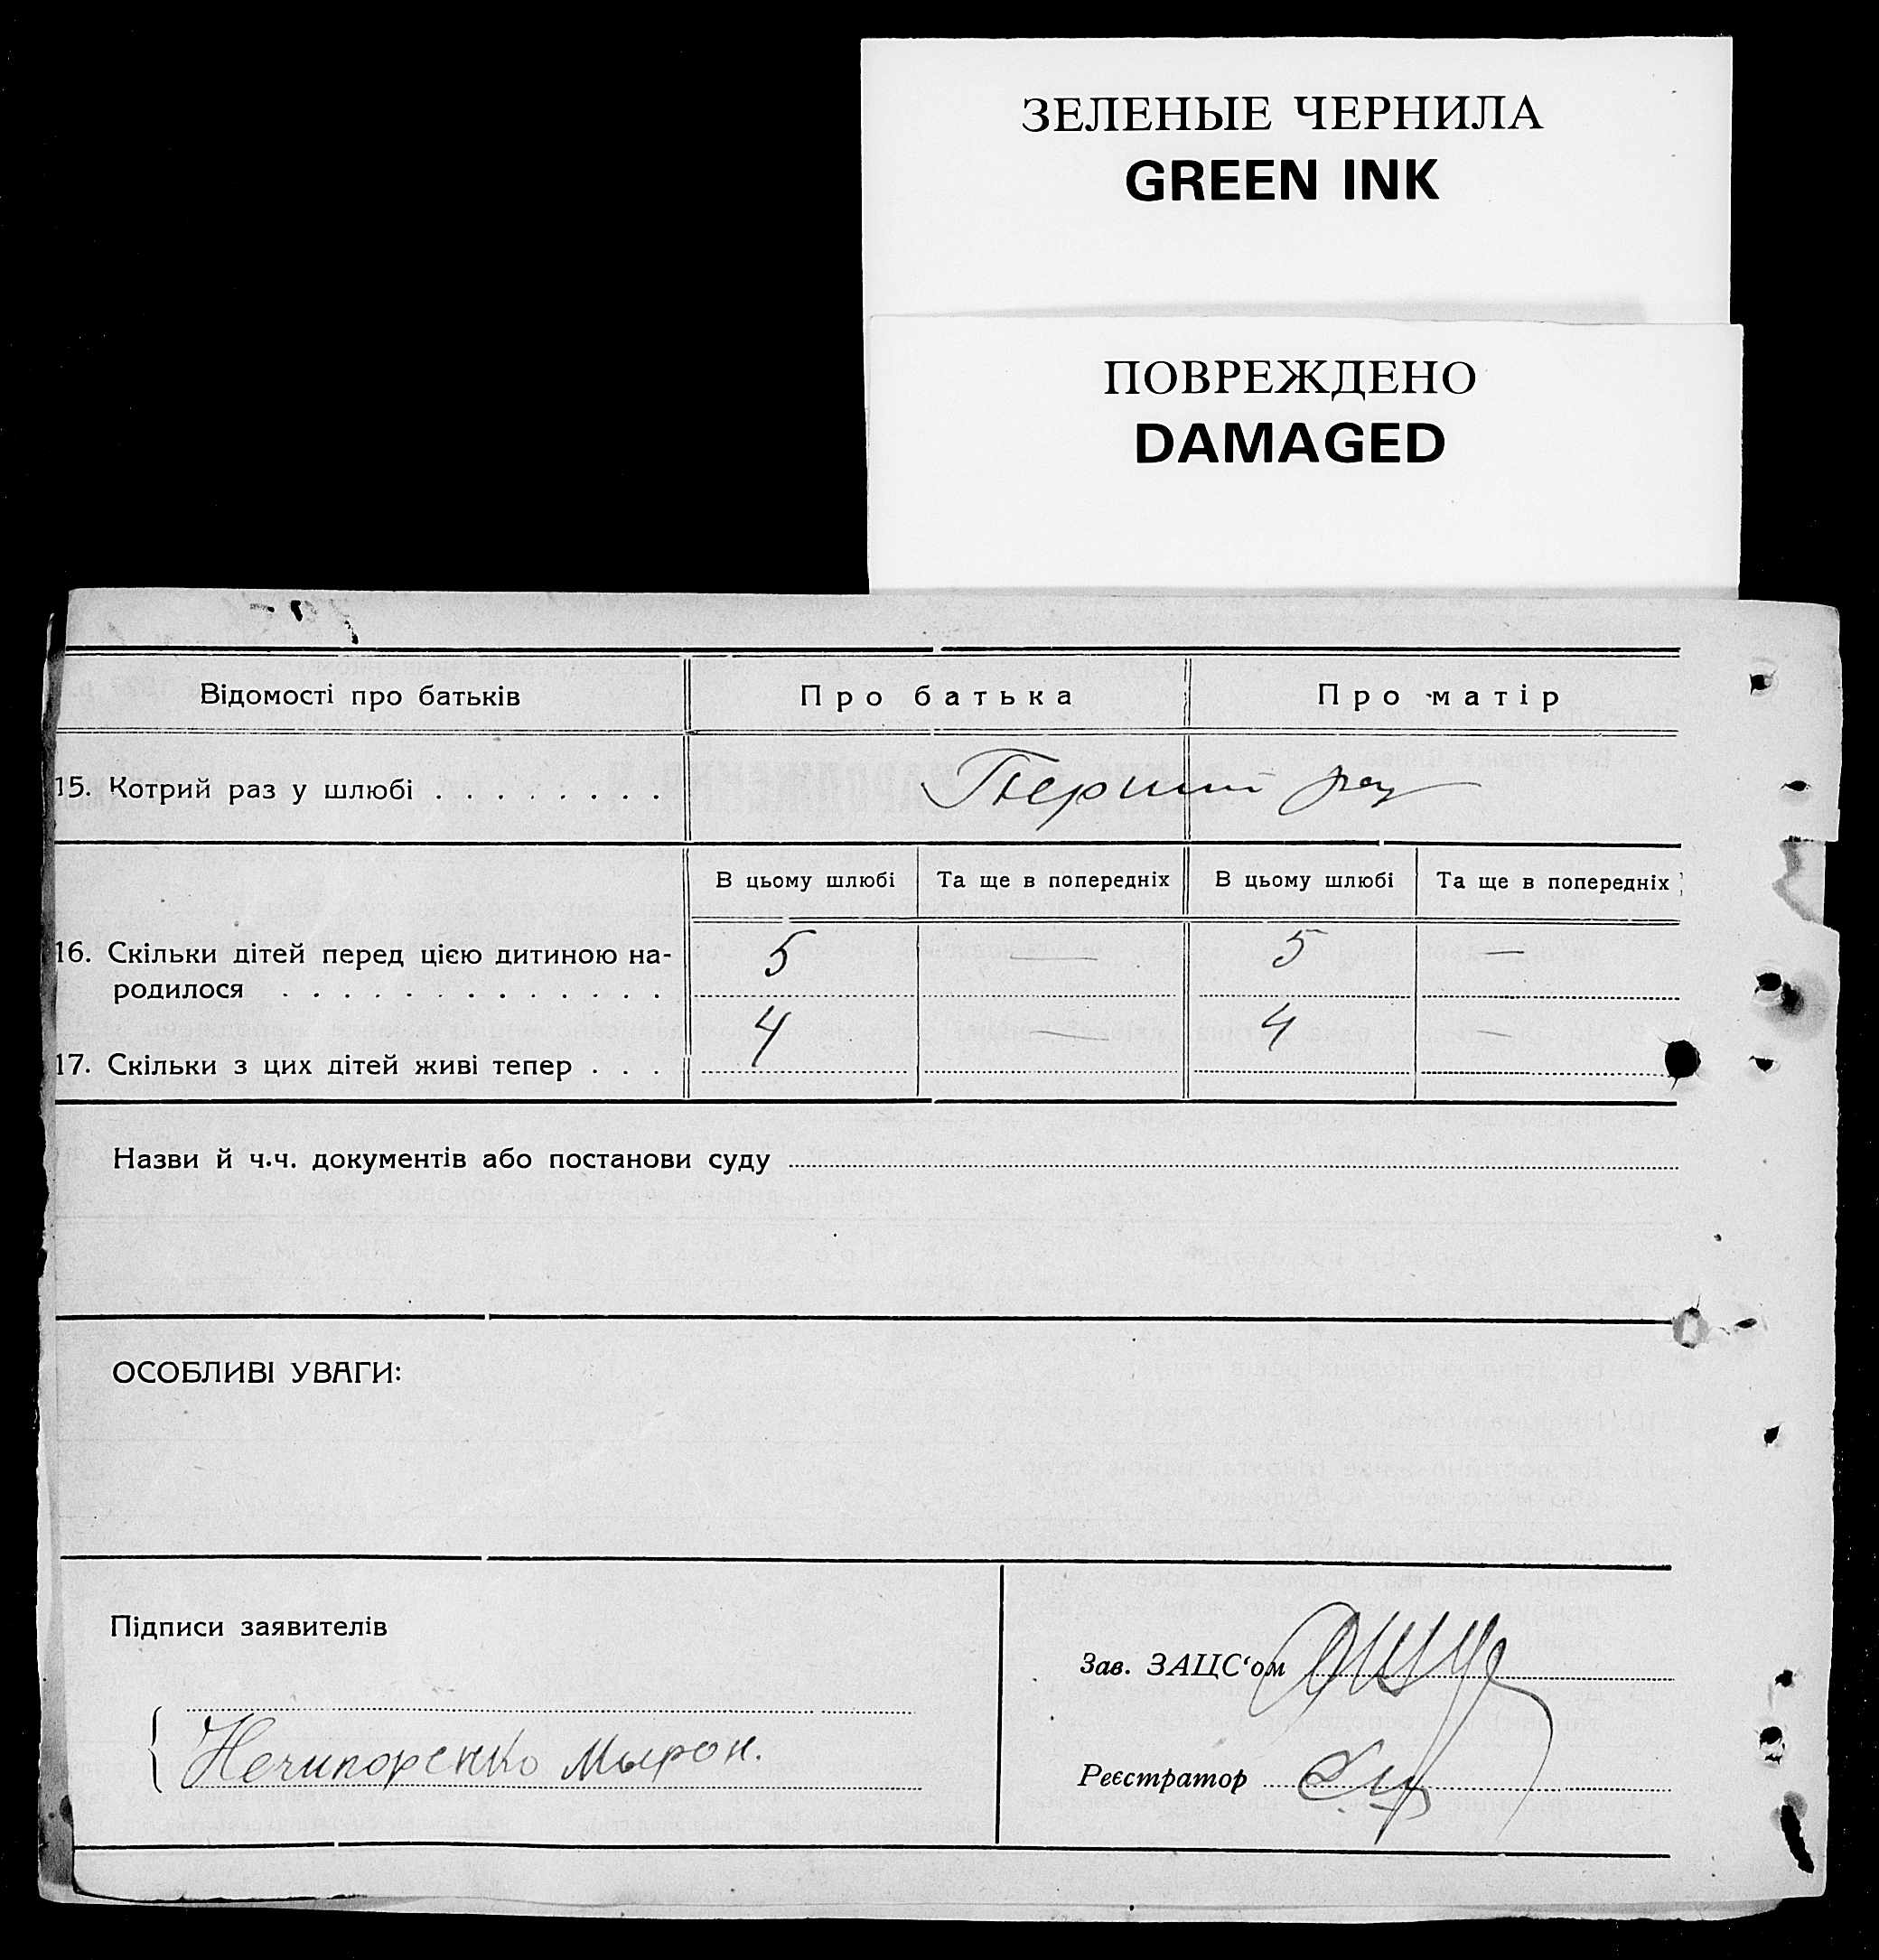 ЗЕЛЕНЫЕ ЧЕРНИЛА
GREEN INK
ПОВРЕЖДЕНО
DAMAGED
Відомості про батьків Про батька Про матір
15. Котрий раз у шлюбі . . . . . . . . Перший раз
В цьому шлюбі Та ще в попередніх В цьому шлюбі Та ще в попередніх
16. Скільки дітей перед цією дитиною на- 5 — 5 —
родилося . . . . . . . . . . . . .
17. Скільки з цих дітей живі тепер . . . 4 — 4 —
Назви й ч.ч. документів або постанови суду
ОСОБЛИВІ УВАГИ:
Підписи заявителів
Зав. ЗАЦС‘ом
Нечипоренко Мырон.
Реєстратор